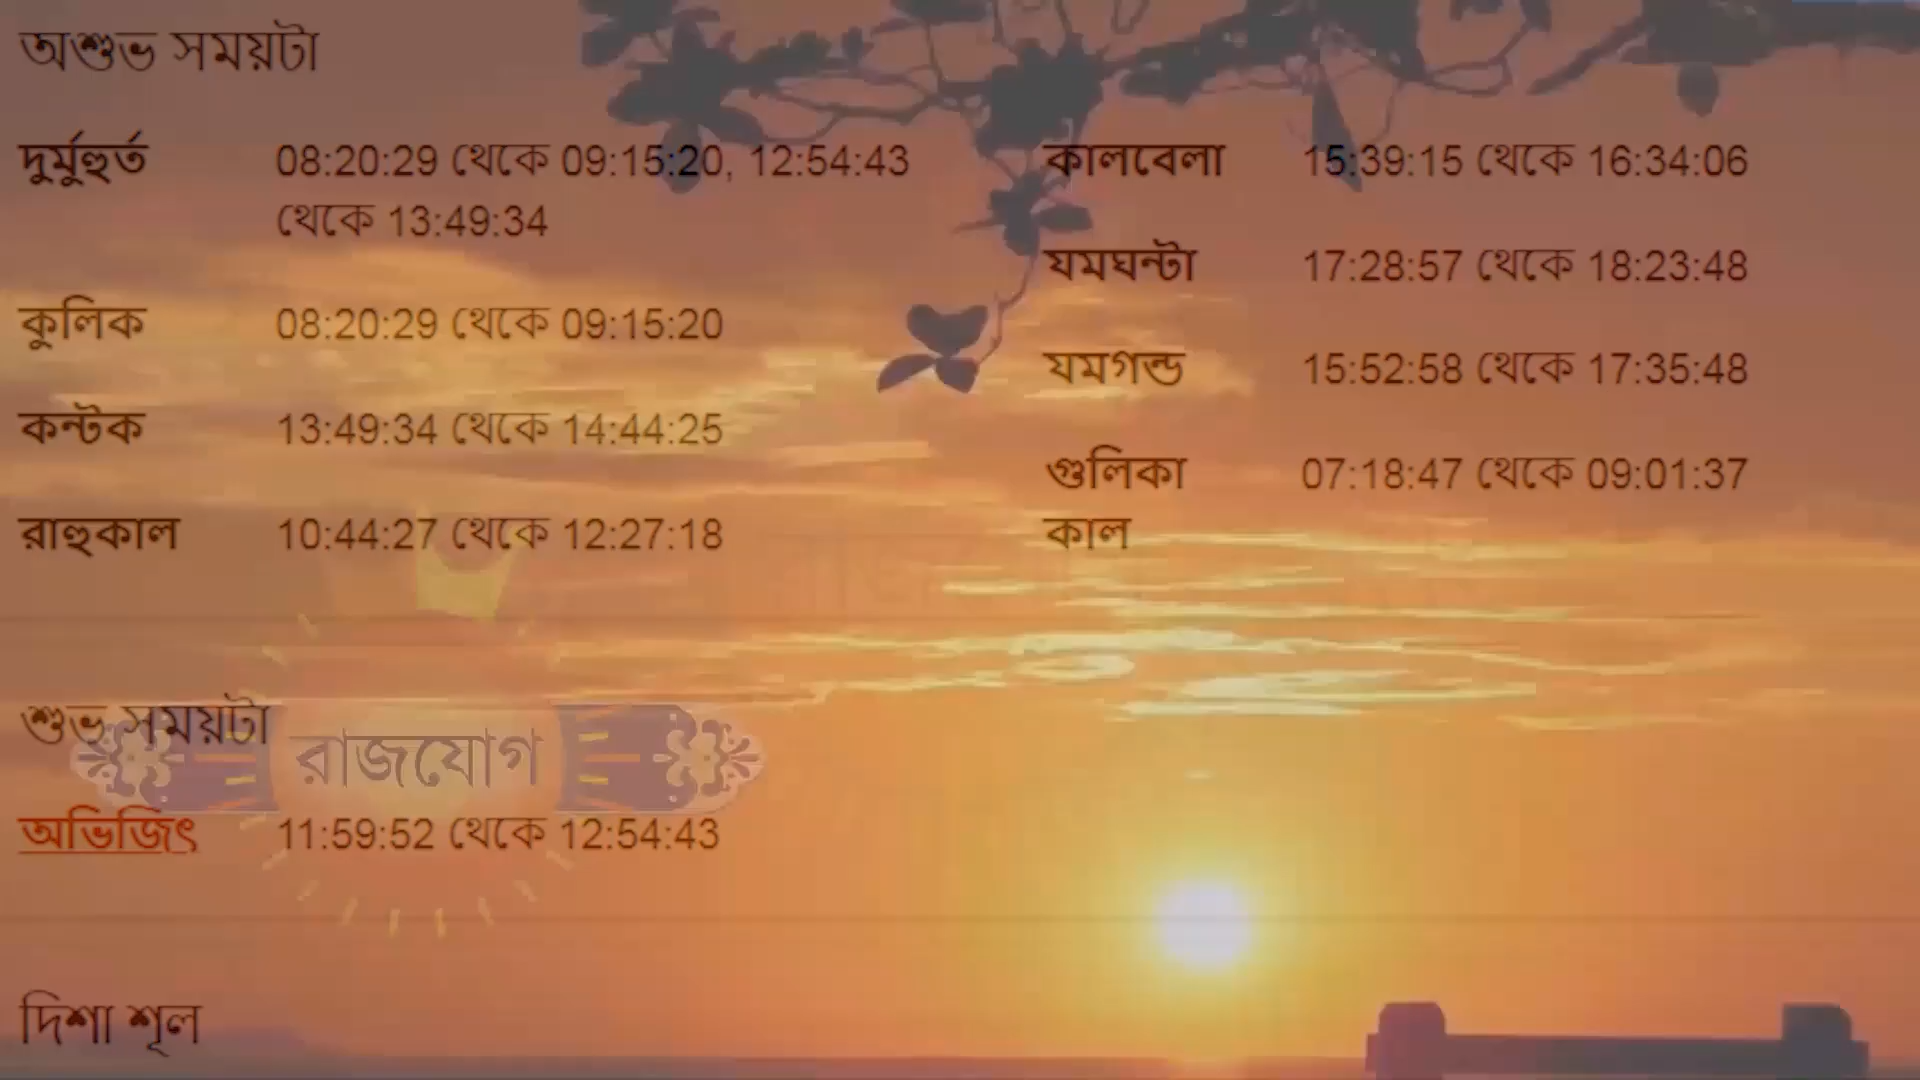 অশুভ সময়টা
দুর্মুহুর্ত 08:20:29 থেকে 09:15:20, 12:54:43
থেকে 13:49:34
কুলিক 08:20:29 থেকে 09:15:20
কন্টক 13:49:34 থেকে 14:44:25
রাহুকাল 10:44:27 থেকে 12:27:18
কালবেলা 15:39:15 থেকে 16:34:06
যমঘন্টা 17:28:57 থেকে 18:23:48
যমগন্ড 15:52:58 থেকে 17:35:48
গুলিকা 07:18:47 থেকে 09:01:37
কাল
শুভ সময়টা
রাজযোগ
অভিজিৎ 11:59:52 থেকে 12:54:43
দিশা শূল